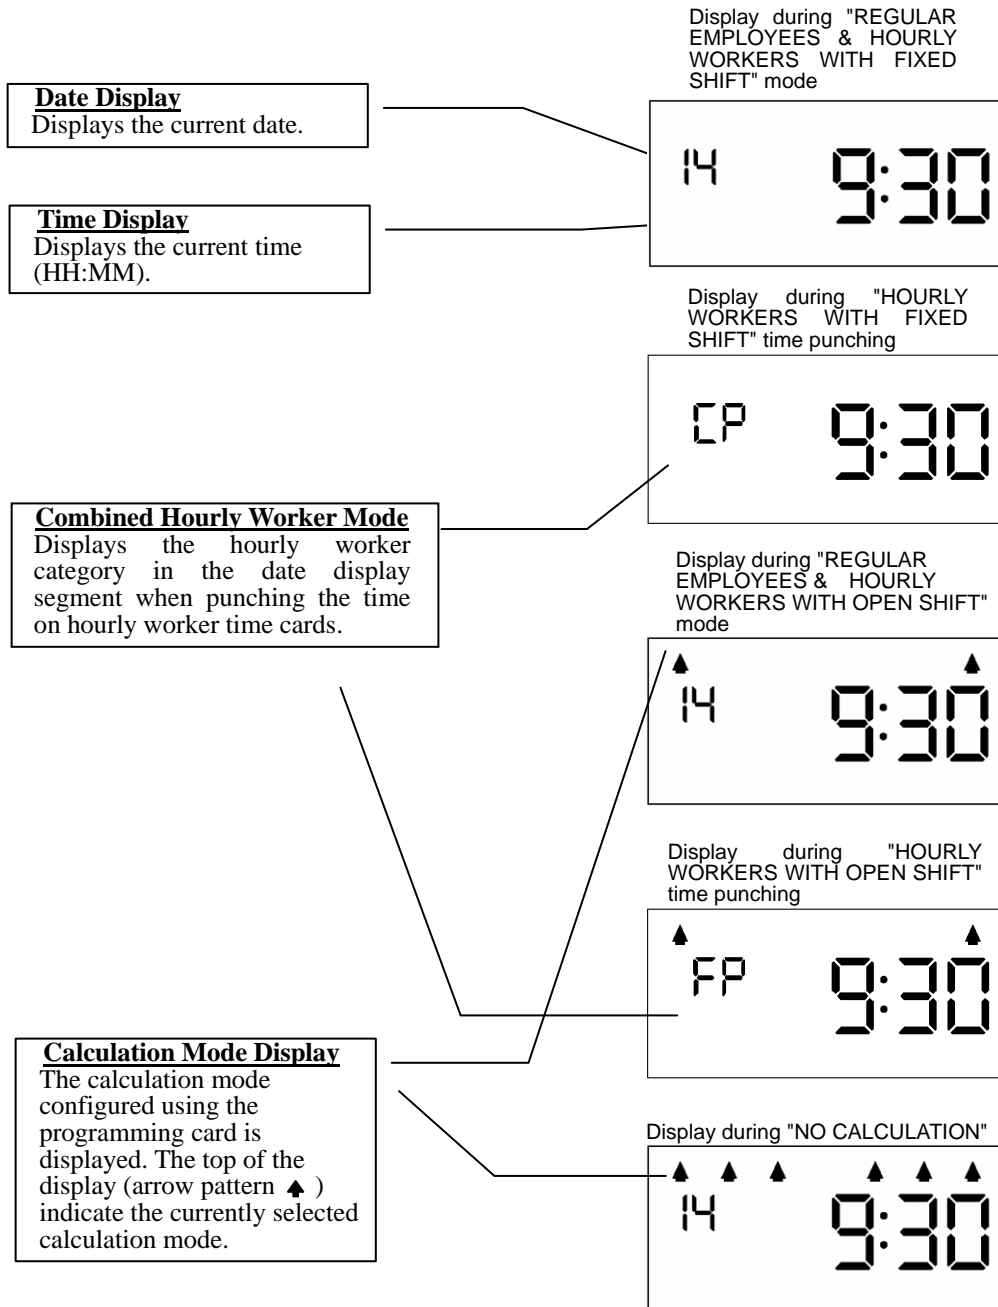 Display during "REGULAR
EMPLOYEES & HOURLY
WORKERS WITH FIXED
SHIFT" mode
Date Display
Displays the current date.
14 9:30
Time Display
Displays the current time
(HH:MM).
Display during "HOURLY
WORKERS WITH FIXED
SHIFT" time punching
CP 9:30
Combined Hourly Worker Mode
Displays the hourly worker
category in the date display
segment when punching the time
on hourly worker time cards.
Display during "REGULAR
EMPLOYEES & HOURLY
WORKERS WITH OPEN SHIFT"
mode
14 9:30
Display during "HOURLY
WORKERS WITH OPEN SHIFT"
time punching
FP 9:30
Calculation Mode Display
The calculation mode
configured using the
programming card is
displayed. The top of the
display (arrow pattern )
indicate the currently selected
calculation mode.
Display during "NO CALCULATION"
14 9:30